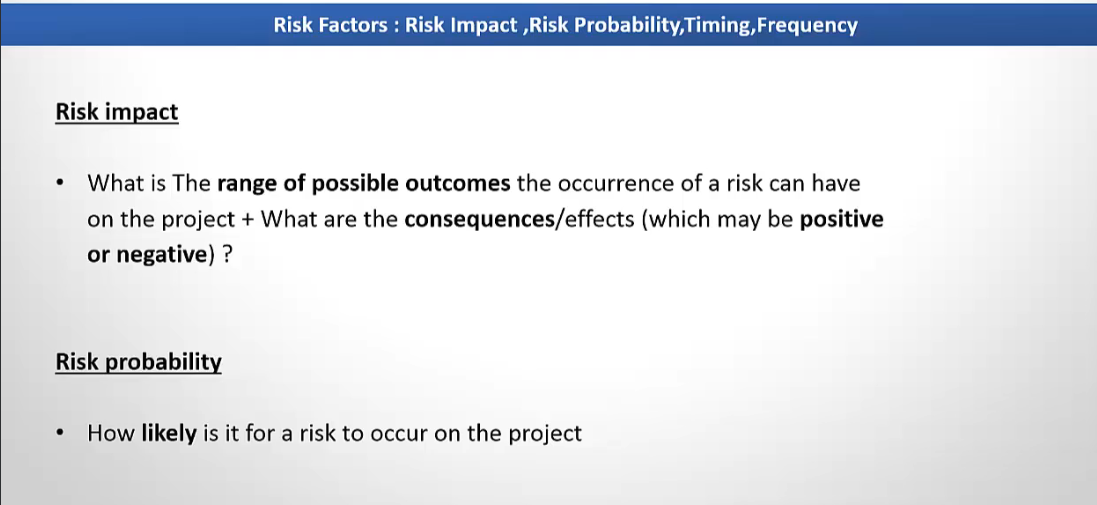 Risk Factors : Risk Impact ,Risk Probability,Timing,Frequency
Risk impact
• What is The range of possible outcomes the occurrence of a risk can have
on the project + What are the consequences/effects (which may be positive
or negative) ?
Risk probability
• How likely is it for a risk to occur on the project